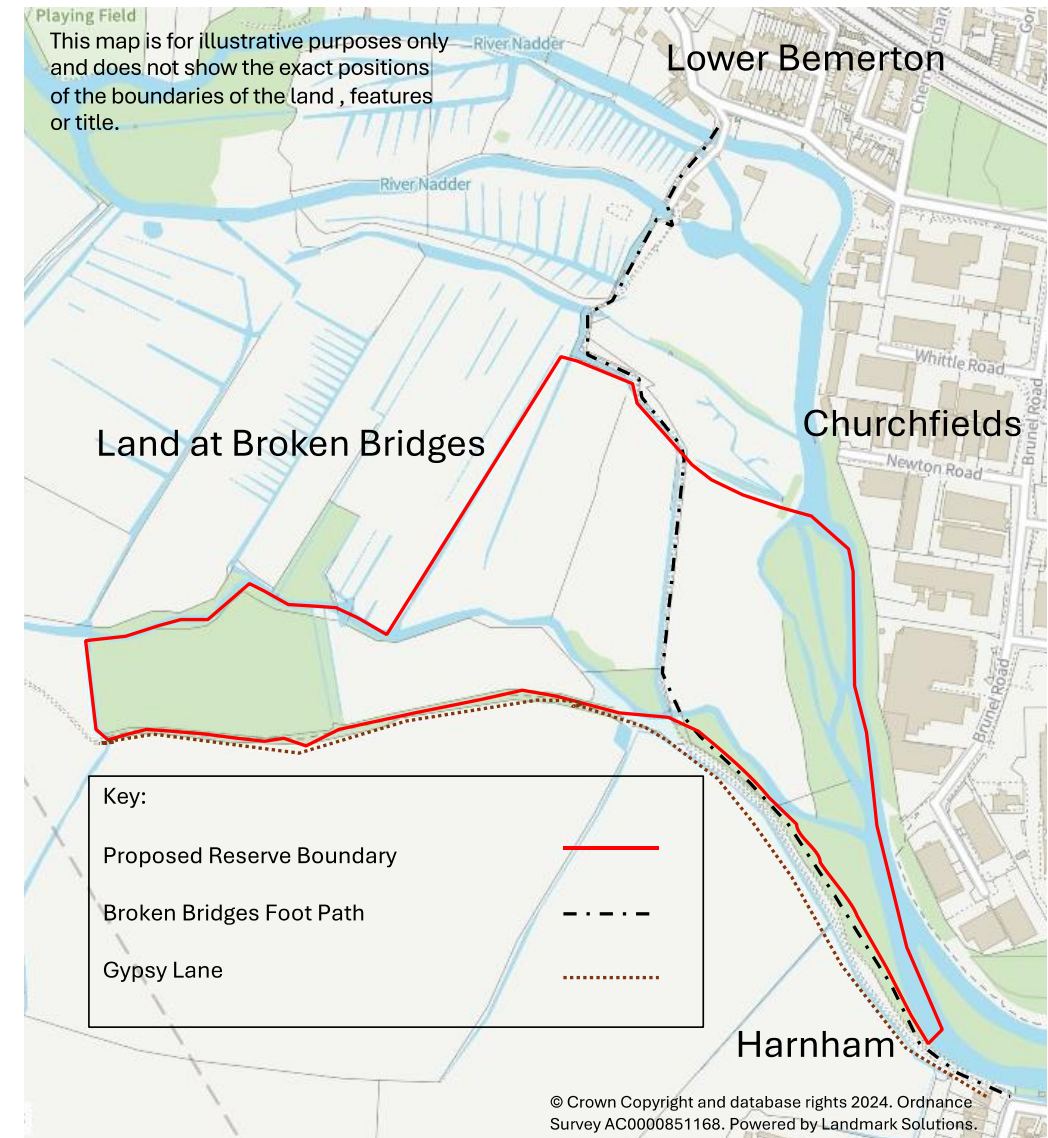 Playing Field
This map is for illustrative purposes only
and does not show the exact positions
of the boundaries of the land , features
or title.
River Nadder
Lower Bemerton
River Nadder
Whittle Road
Brunel Road
Churchfields
Newton Road
Land at Broken Bridges
Brunel Road
Key:
Proposed Reserve Boundary
Broken Bridges Foot Path
Gypsy Lane
Harnham
© Crown Copyright and database rights 2024. Ordnance
Survey AC0000851168. Powered by Landmark Solutions.